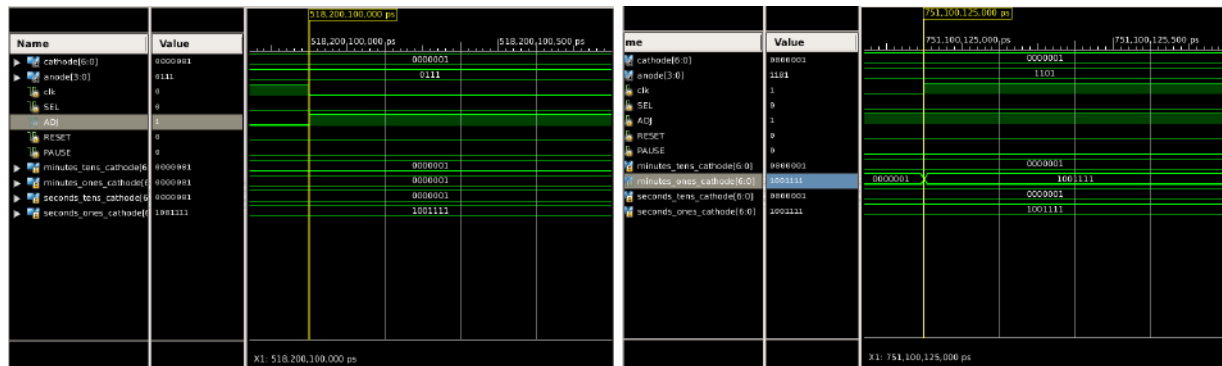 518,200,100,000 ps
Name Value
518,200,100,000 ps 518,200,100,500 ps
cathode[6:0] 0000001 0000001
anode[3:0] 0111 0111
clk 0
SEL 0
ADJ 1
RESET 0
PAUSE 0
minutes_tens_cathode[6 0000001 0000001
minutes_ones_cathode[6 0000001 0000001
seconds_tens_cathode[6 0000001 0000001
seconds_ones_cathode[6 1001111 1001111
X1: 518,200,100,000 ps
751,100,125,000 ps
me Value
751,100,125,000 ps 751,100,125,500 ps
cathode[6:0] 0000001 0000001
anode[3:0] 1101 1101
clk 1
SEL 0
ADJ 1
RESET 0
PAUSE 0
minutes_tens_cathode[6:0] 0000001 0000001
minutes_ones_cathode[6:0] 1001111 0000001 1001111
seconds_tens_cathode[6:0] 0000001 0000001
seconds_ones_cathode[6:0] 1001111 1001111
X1: 751,100,125,000 ps